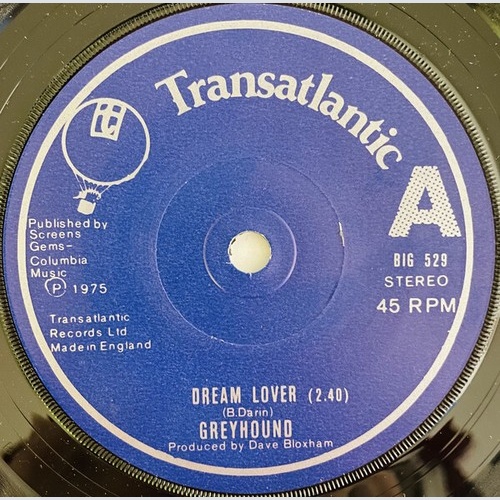 Transatlantic
A
BIG 529
STEREO
45 RPM
Published by
Screens
Gems-
Columbia
Music
Ⓟ 1975
Transatlantic
Records Ltd
Made in England
DREAM LOVER (2.40)
(B.Darin)
GREYHOUND
Produced by Dave Bloxham